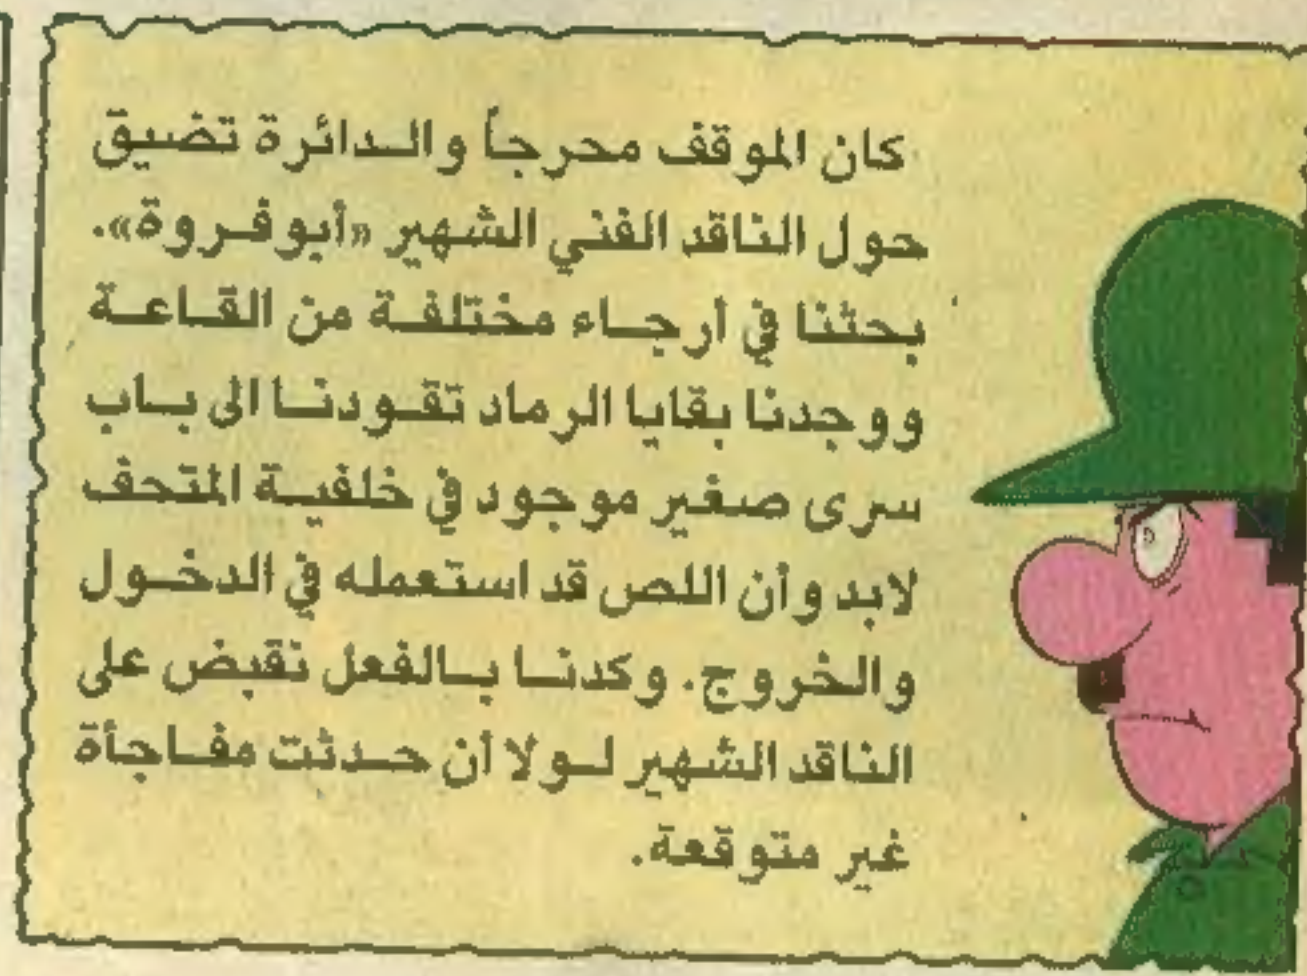 كان الموقف محرجاً والدائرة تضيق
حول الناقد الفني الشهير «أبو فروة».
بحثنا في أرجاء مختلفة من القاعة
ووجدنا بقايا الرماد تقودنا الى باب
سرى صغير موجود في خلفية المتحف
لابد وأن اللص قد استعمله في الدخول
والخروج. وكدنا بالفعل نقبض على
الناقد الشهير لولا أن حدثت مفاجأة
غير متوقعة.